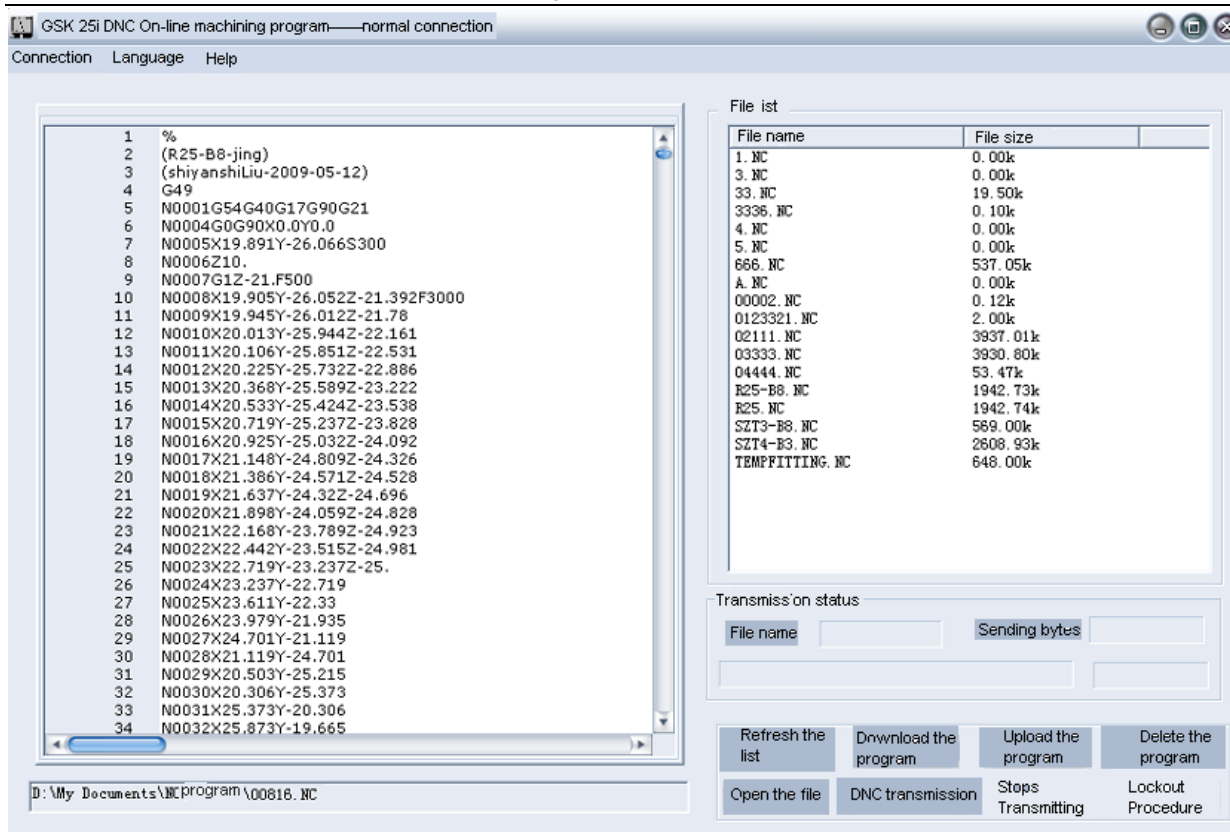 GSK 25i DNC On-line machining program——normal connection
Connection Language Help
1 %
2 (R25-B8-jing)
3 (shiyanshiLiu-2009-05-12)
4 G49
5 N0001G54G40G17G90G21
6 N0004G0G90X0.0Y0.0
7 N0005X19.891Y-26.066S300
8 N0006Z10.
9 N0007G1Z-21.F500
10 N0008X19.905Y-26.052Z-21.392F3000
11 N0009X19.945Y-26.012Z-21.78
12 N0010X20.013Y-25.944Z-22.161
13 N0011X20.106Y-25.851Z-22.531
14 N0012X20.225Y-25.732Z-22.886
15 N0013X20.368Y-25.589Z-23.222
16 N0014X20.533Y-25.424Z-23.538
17 N0015X20.719Y-25.237Z-23.828
18 N0016X20.925Y-25.032Z-24.092
19 N0017X21.148Y-24.809Z-24.326
20 N0018X21.386Y-24.571Z-24.528
21 N0019X21.637Y-24.32Z-24.696
22 N0020X21.898Y-24.059Z-24.828
23 N0021X22.168Y-23.789Z-24.923
24 N0022X22.442Y-23.515Z-24.981
25 N0023X22.719Y-23.237Z-25.
26 N0024X23.237Y-22.719
27 N0025X23.611Y-22.33
28 N0026X23.979Y-21.935
29 N0027X24.701Y-21.119
30 N0028X21.119Y-24.701
31 N0029X20.503Y-25.215
32 N0030X20.306Y-25.373
33 N0031X25.373Y-20.306
34 N0032X25.873Y-19.665
D:\My Documents\NCprogram\00816.NC
File ist
File name File size
1.NC 0.00k
3.NC 0.00k
33.NC 19.50k
3336.NC 0.10k
4.NC 0.00k
5.NC 0.00k
666.NC 537.05k
A.NC 0.00k
00002.NC 0.12k
0123321.NC 2.00k
02111.NC 3937.01k
03333.NC 3930.80k
04444.NC 53.47k
R25-B8.NC 1942.73k
R25.NC 1942.74k
SZT3-B8.NC 569.00k
SZT4-B3.NC 2608.93k
TEMPFITTING.NC 648.00k
Transmission status
File name Sending bytes
Refresh the list
Download the program
Upload the program
Delete the program
Open the file
DNC transmission
Stops Transmitting
Lockout Procedure